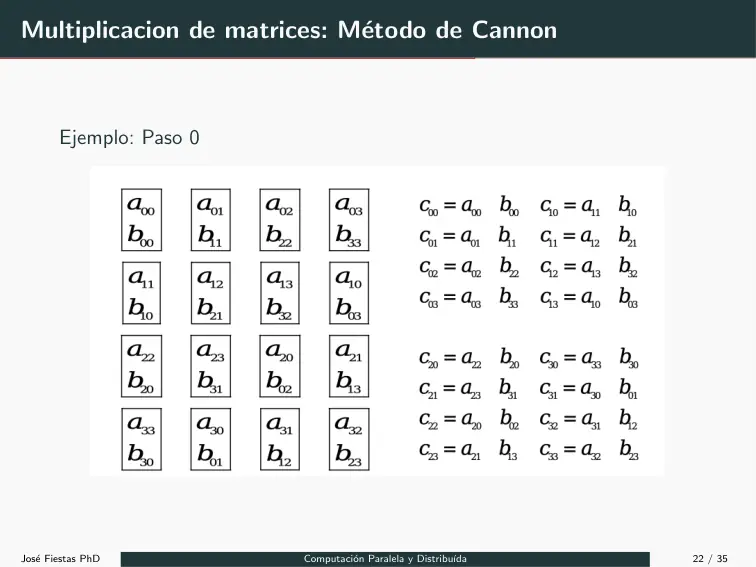 Multiplicacion de matrices: Método de Cannon
Ejemplo: Paso 0
a00 a01 a02 a03
b00 b11 b22 b33
a11 a12 a13 a10
b10 b21 b32 b03
a22 a23 a20 a21
b20 b31 b02 b13
a33 a30 a31 a32
b30 b01 b12 b23
c00 = a00 b00 c10 = a11 b10
c01 = a01 b11 c11 = a12 b21
c02 = a02 b22 c12 = a13 b32
c03 = a03 b33 c13 = a10 b03
c20 = a22 b20 c30 = a33 b30
c21 = a23 b31 c31 = a30 b01
c22 = a20 b02 c32 = a31 b12
c23 = a21 b13 c33 = a32 b23
José Fiestas PhD Computación Paralela y Distribuída 22 / 35